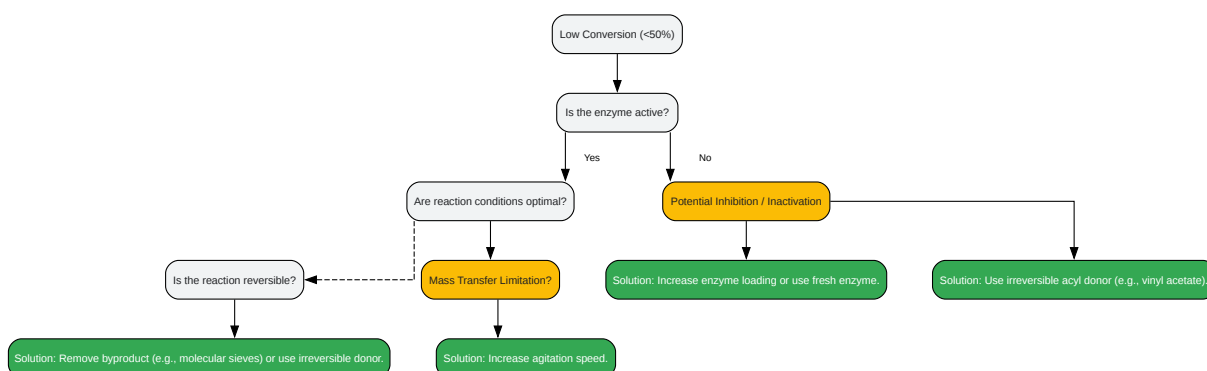 Low Conversion (<50%)
Is the enzyme active?
Yes
No
Are reaction conditions optimal?
Potential Inhibition / Inactivation
Is the reaction reversible?
Mass Transfer Limitation?
Solution: Increase enzyme loading or use fresh enzyme.
Solution: Use irreversible acyl donor (e.g., vinyl acetate).
Solution: Remove byproduct (e.g., molecular sieves) or use irreversible donor.
Solution: Increase agitation speed.